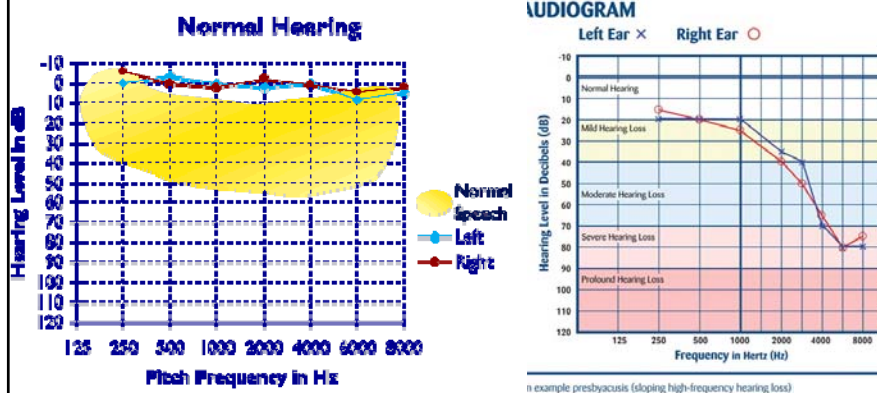 Normal Hearing
Hearing Level in dB
-10
0
10
20
30
40
50
60
70
80
90
100
110
120
125 250 500 1000 2000 4000 6000 8000
Pitch Frequency in Hz
Normal
Speech
Left
Right
AUDIOGRAM
Left Ear × Right Ear O
Hearing Level in Decibels (dB)
-10
0
10
20
30
40
50
60
70
80
90
100
110
120
Normal Hearing
Mild Hearing Loss
Moderate Hearing Loss
Severe Hearing Loss
Profound Hearing Loss
125 250 500 1000 2000 4000 8000
Frequency in Hertz (Hz)
n example presbyacusis (sloping high-frequency hearing loss)